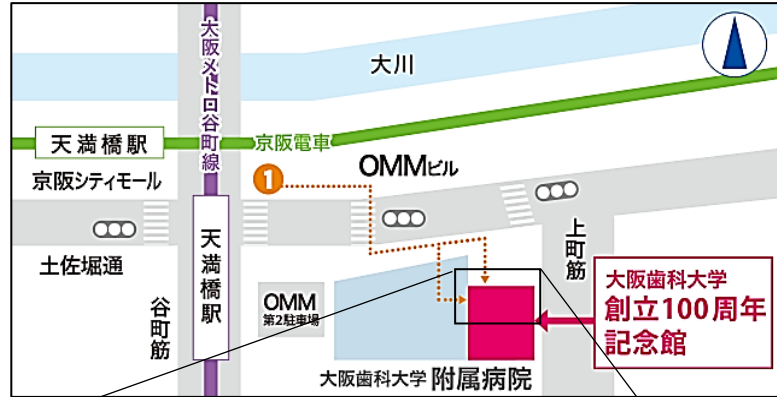 大川
大阪メトロ谷町線
天満橋駅
京阪電車
京阪シティモール
1
OMMビル
天満橋駅
土佐堀通
谷町筋
上町筋
OMM
第2駐車場
大阪歯科大学
創立100周年
記念館
大阪歯科大学 附属病院